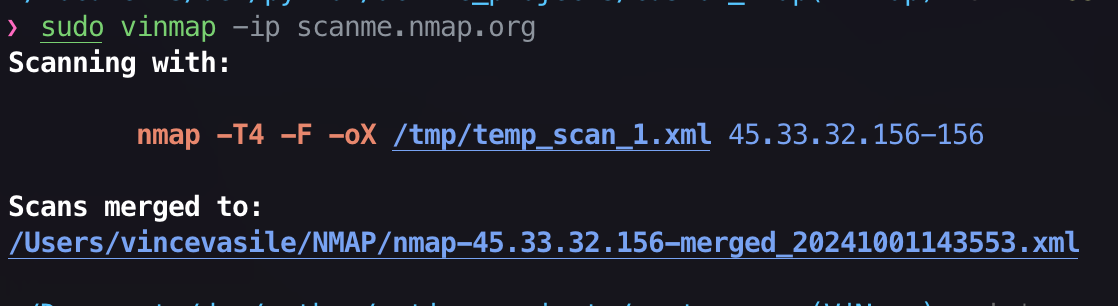 ❯ sudo vinmap -ip scanme.nmap.org
Scanning with:
nmap -T4 -F -oX /tmp/temp_scan_1.xml 45.33.32.156-156
Scans merged to:
/Users/vincevasile/NMAP/nmap-45.33.32.156-merged_20241001143553.xml